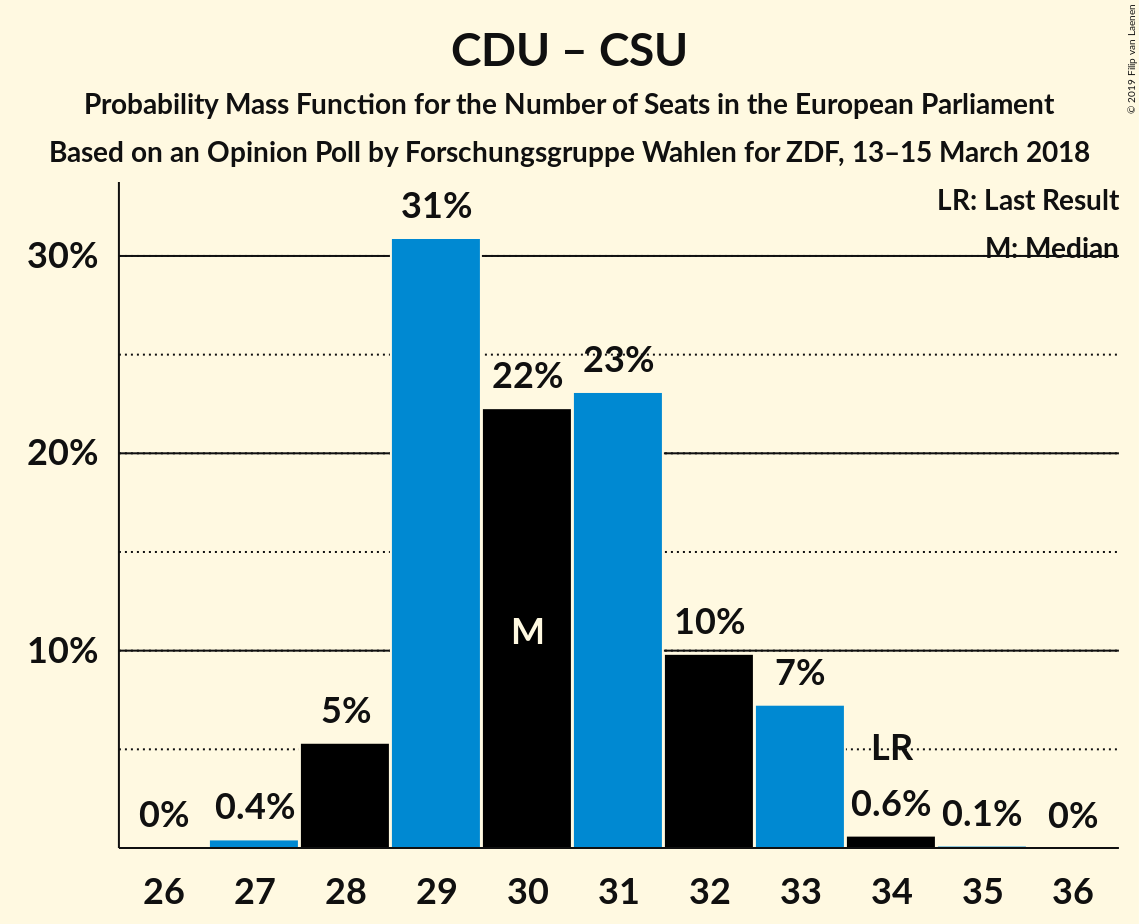 CDU – CSU
Probability Mass Function for the Number of Seats in the European Parliament
Based on an Opinion Poll by Forschungsgruppe Wahlen for ZDF, 13–15 March 2018
© 2019 Filip van Laenen
LR: Last Result
M: Median
30%
20%
10%
0%
0.4%
5%
31%
22%
23%
10%
7%
LR
0.6%
0.1%
0%
M
26 27 28 29 30 31 32 33 34 35 36